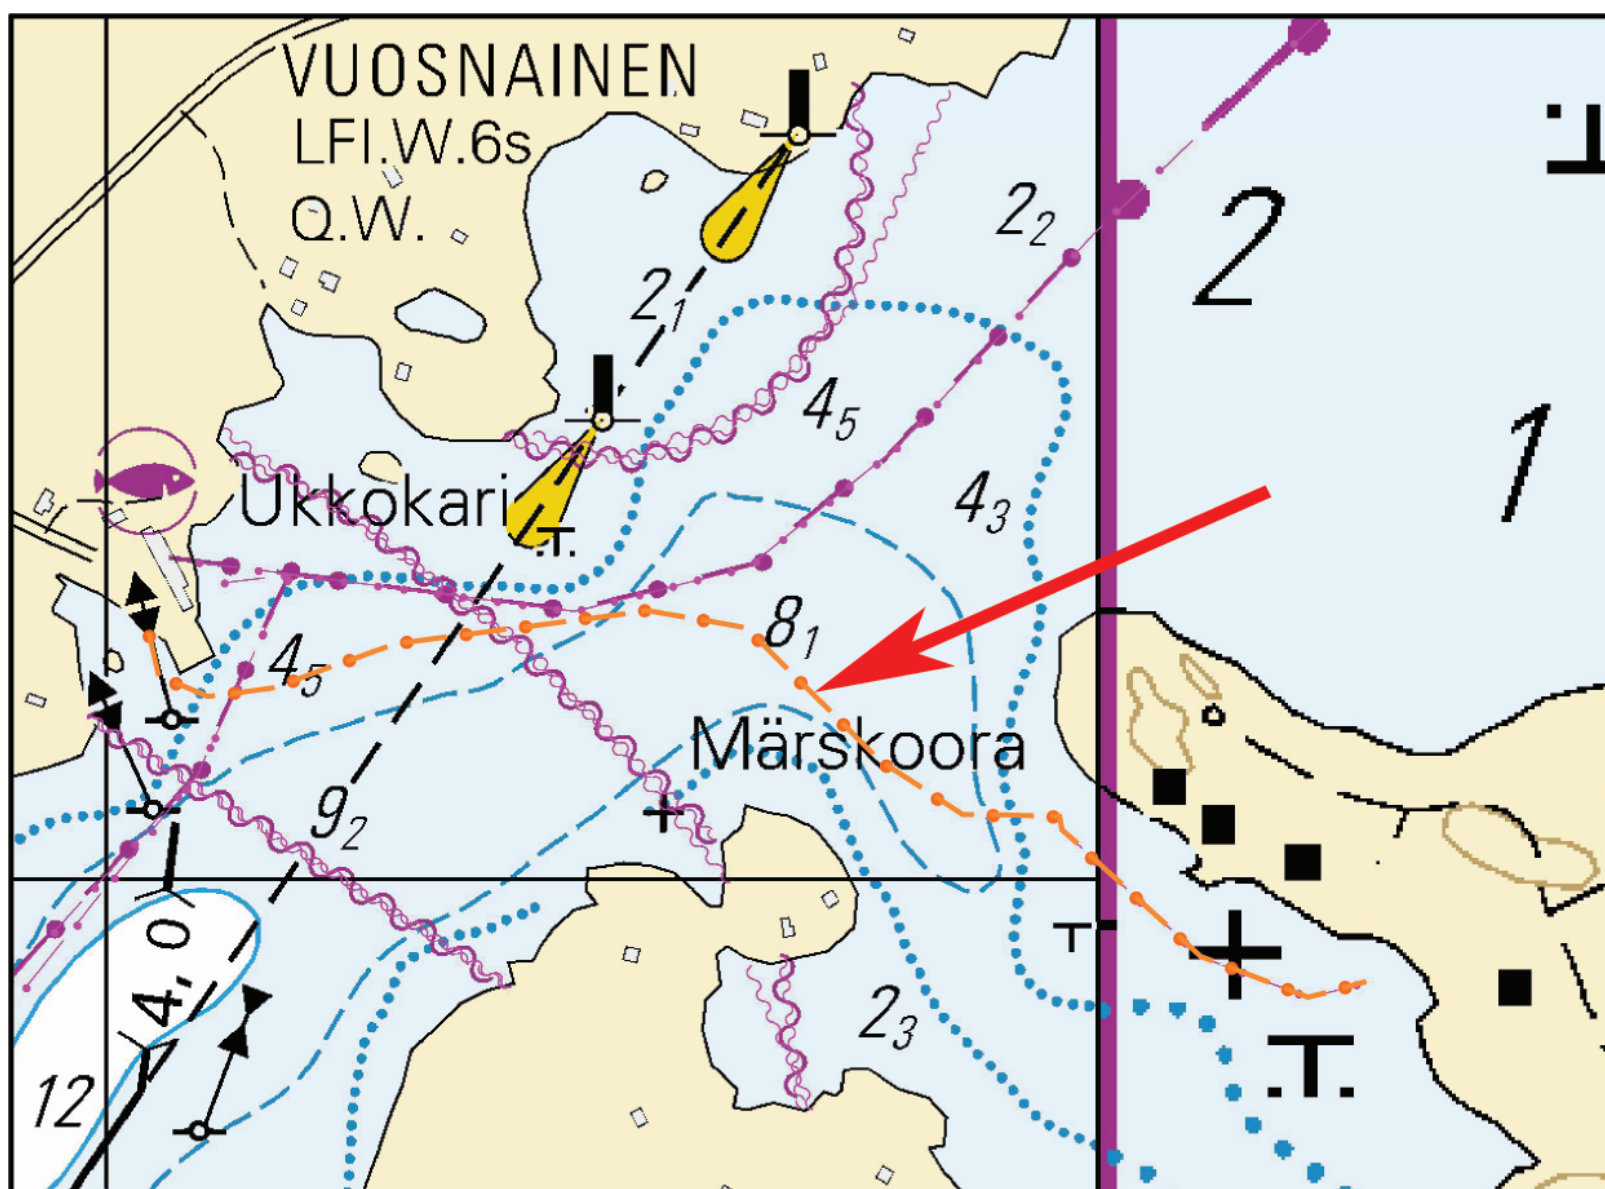 VUOSNAINEN
LFl.W.6s
Q.W.
2₂
2
2₁
4₅
1
Ukkokari
4₃
8₁
4₅
Märskoora
9₂
4,0
2₃
12